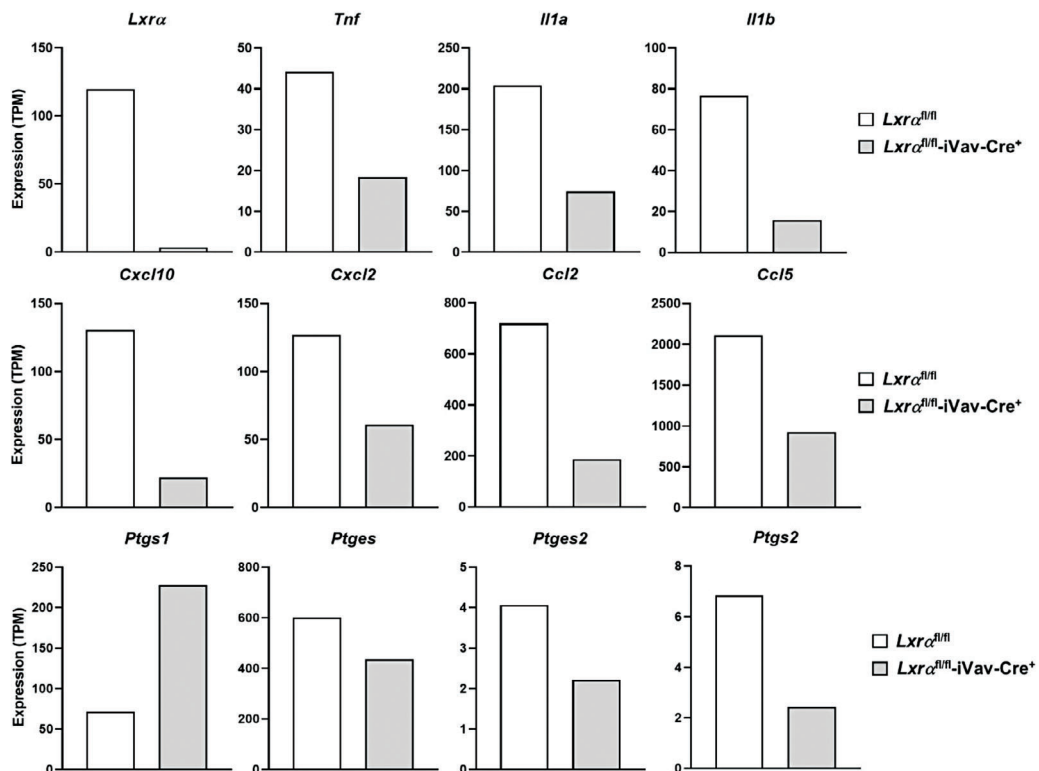 Lxrα Tnf Il1a Il1b
150 50 250 100
40 200 80
100 30 150 60
Expression (TPM)
20 100 40
50 10 50 20
0 0 0 0
Lxrα^fl/fl
Lxrα^fl/fl-iVav-Cre+
Cxcl10 Cxcl2 Ccl2 Ccl5
150 150 800 2500
2000
100 100 600 1500
Expression (TPM)
400 1000
50 50 200 500
0 0 0 0
Lxrα^fl/fl
Lxrα^fl/fl-iVav-Cre+
Ptgs1 Ptges Ptges2 Ptgs2
250 800 5 8
200 600 4 6
150 3
Expression (TPM)
400 4
100 200 2 2
50 1
0 0 0 0
Lxrα^fl/fl
Lxrα^fl/fl-iVav-Cre+